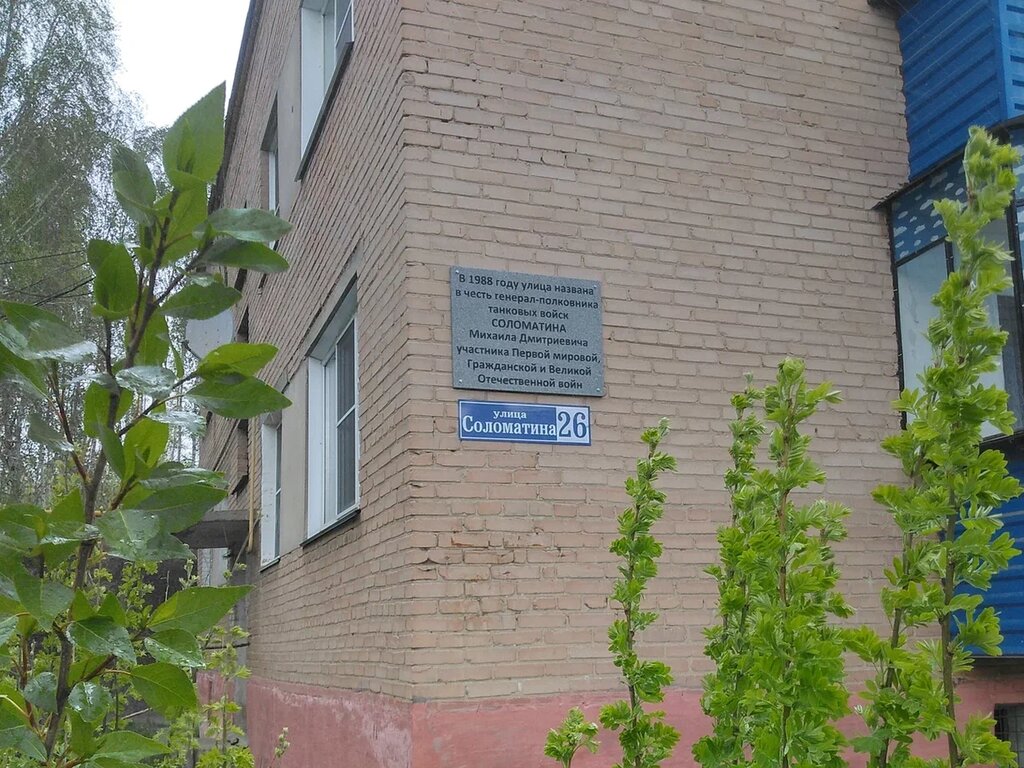 "В 1988 году улица названа"
в честь генерал-полковника
танковых войск
СОЛОМАТИНА
Михаила Дмитриевича
участника Первой мировой,
Гражданской и Великой
Отечественной войн
улица
Соломатина 26